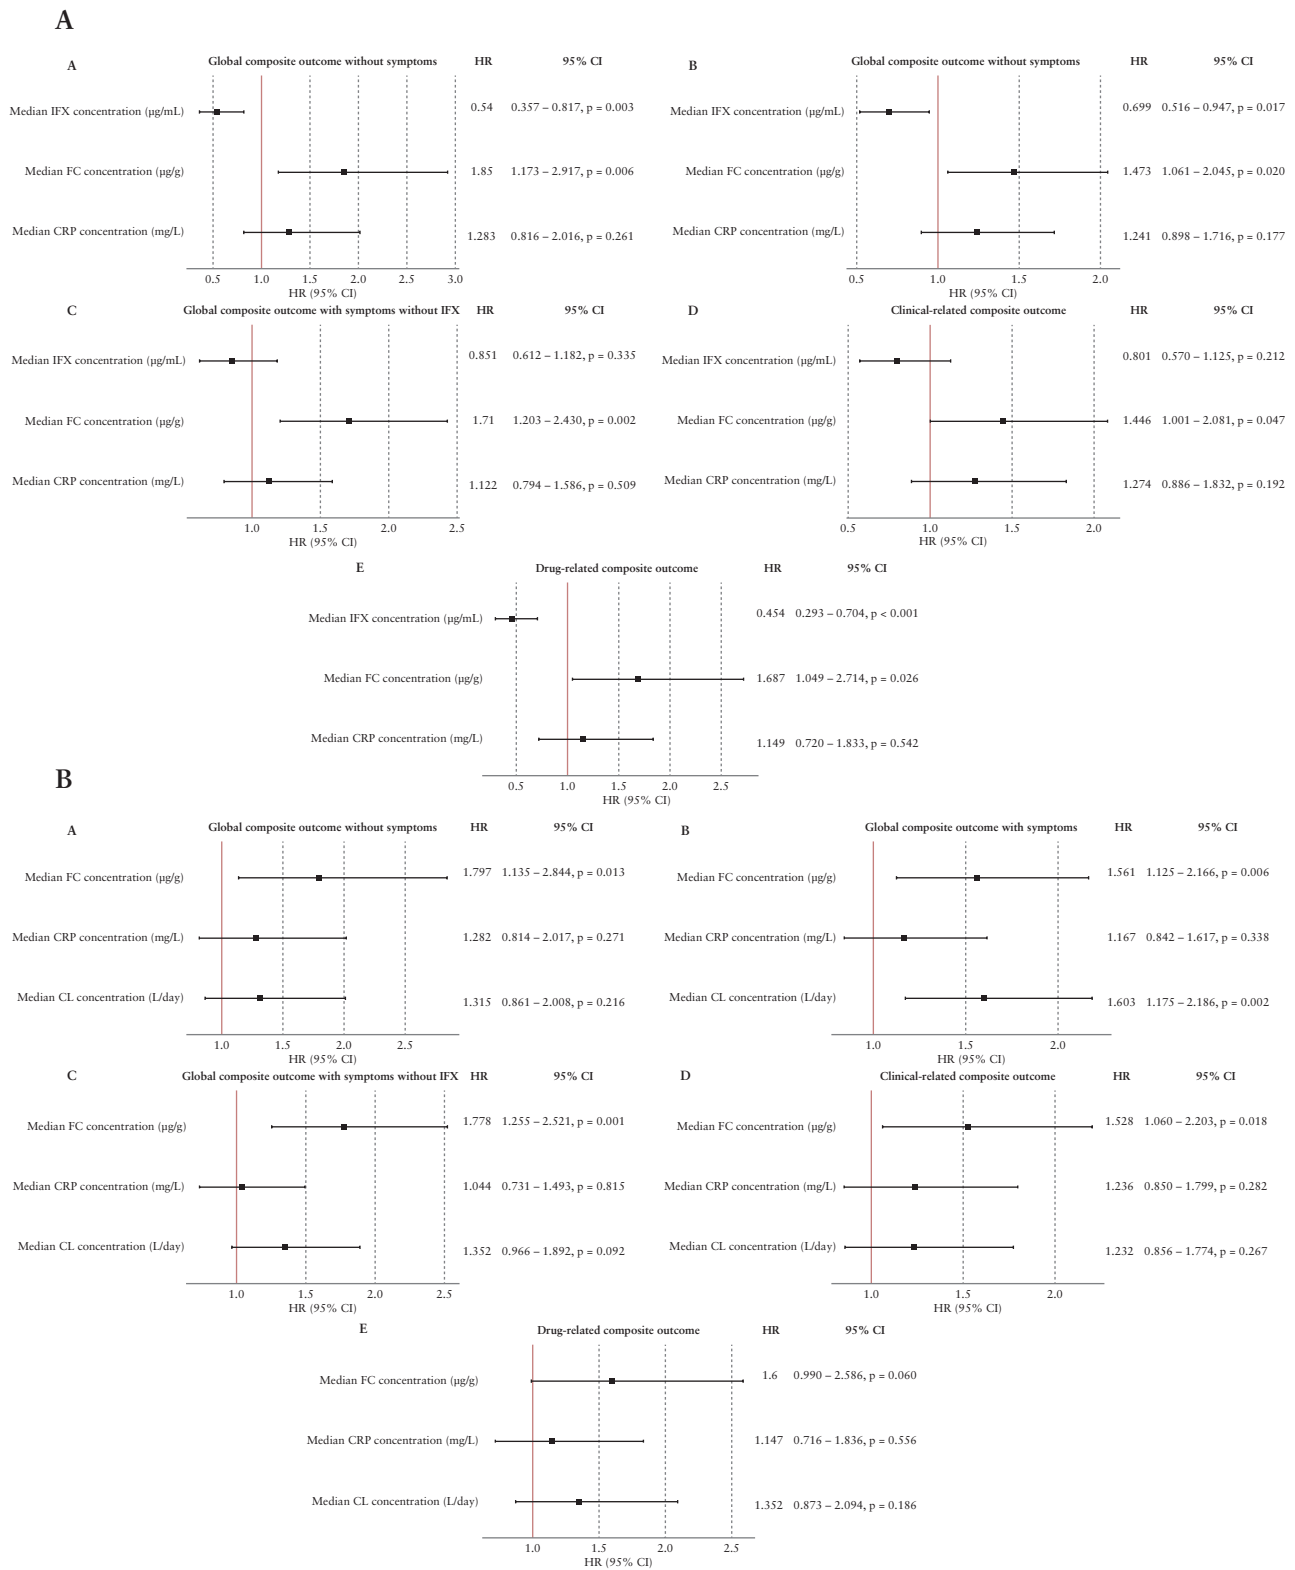 A
A
Global composite outcome without symptoms
HR
95% CI
Median IFX concentration (µg/mL)
0.54
0.357 – 0.817, p = 0.003
Median FC concentration (µg/g)
1.85
1.173 – 2.917, p = 0.006
Median CRP concentration (mg/L)
1.283
0.816 – 2.016, p = 0.261
0.5 1.0 1.5 2.0 2.5 3.0
HR (95% CI)
B
Global composite outcome without symptoms
HR
95% CI
Median IFX concentration (µg/mL)
0.699
0.516 – 0.947, p = 0.017
Median FC concentration (µg/g)
1.473
1.061 – 2.045, p = 0.020
Median CRP concentration (mg/L)
1.241
0.898 – 1.716, p = 0.177
0.5 1.0 1.5 2.0
HR (95% CI)
C
Global composite outcome with symptoms without IFX
HR
95% CI
Median IFX concentration (µg/mL)
0.851
0.612 – 1.182, p = 0.335
Median FC concentration (µg/g)
1.71
1.203 – 2.430, p = 0.002
Median CRP concentration (mg/L)
1.122
0.794 – 1.586, p = 0.509
1.0 1.5 2.0 2.5
HR (95% CI)
D
Clinical-related composite outcome
HR
95% CI
Median IFX concentration (µg/mL)
0.801
0.570 – 1.125, p = 0.212
Median FC concentration (µg/g)
1.446
1.001 – 2.081, p = 0.047
Median CRP concentration (mg/L)
1.274
0.886 – 1.832, p = 0.192
0.5 1.0 1.5 2.0
HR (95% CI)
E
Drug-related composite outcome
HR
95% CI
Median IFX concentration (µg/mL)
0.454
0.293 – 0.704, p < 0.001
Median FC concentration (µg/g)
1.687
1.049 – 2.714, p = 0.026
Median CRP concentration (mg/L)
1.149
0.720 – 1.833, p = 0.542
0.5 1.0 1.5 2.0 2.5
HR (95% CI)
B
A
Global composite outcome without symptoms
HR
95% CI
Median FC concentration (µg/g)
1.797
1.135 – 2.844, p = 0.013
Median CRP concentration (mg/L)
1.282
0.814 – 2.017, p = 0.271
Median CL concentration (L/day)
1.315
0.861 – 2.008, p = 0.216
1.0 1.5 2.0 2.5
HR (95% CI)
B
Global composite outcome with symptoms
HR
95% CI
Median FC concentration (µg/g)
1.561
1.125 – 2.166, p = 0.006
Median CRP concentration (mg/L)
1.167
0.842 – 1.617, p = 0.338
Median CL concentration (L/day)
1.603
1.175 – 2.186, p = 0.002
1.0 1.5 2.0
HR (95% CI)
C
Global composite outcome with symptoms without IFX
HR
95% CI
Median FC concentration (µg/g)
1.778
1.255 – 2.521, p = 0.001
Median CRP concentration (mg/L)
1.044
0.731 – 1.493, p = 0.815
Median CL concentration (L/day)
1.352
0.966 – 1.892, p = 0.092
1.0 1.5 2.0 2.5
HR (95% CI)
D
Clinical-related composite outcome
HR
95% CI
Median FC concentration (µg/g)
1.528
1.060 – 2.203, p = 0.018
Median CRP concentration (mg/L)
1.236
0.850 – 1.799, p = 0.282
Median CL concentration (L/day)
1.232
0.856 – 1.774, p = 0.267
1.0 1.5 2.0
HR (95% CI)
E
Drug-related composite outcome
HR
95% CI
Median FC concentration (µg/g)
1.6
0.990 – 2.586, p = 0.060
Median CRP concentration (mg/L)
1.147
0.716 – 1.836, p = 0.556
Median CL concentration (L/day)
1.352
0.873 – 2.094, p = 0.186
1.0 1.5 2.0 2.5
HR (95% CI)